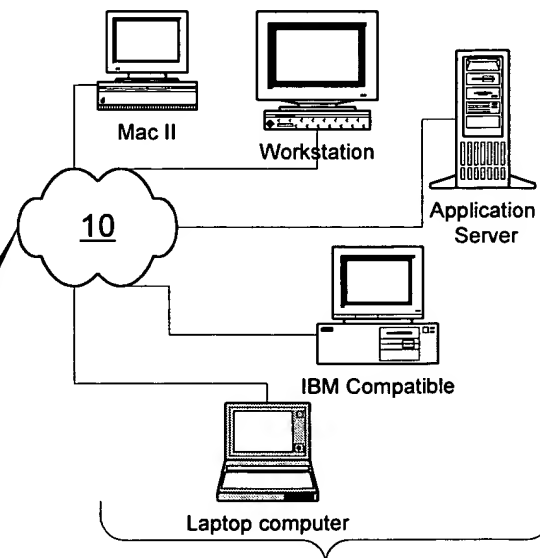 Mac II
Workstation
10
Application
Server
IBM Compatible
Laptop computer